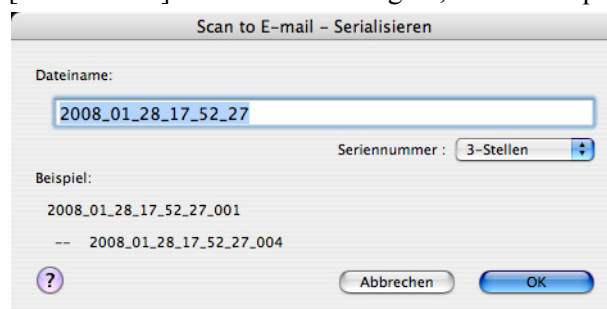 Scan to E-mail – Serialisieren
Dateiname:
2008_01_28_17_52_27
Seriennummer : 3-Stellen
Beispiel:
2008_01_28_17_52_27_001
-- 2008_01_28_17_52_27_004
? Abbrechen OK